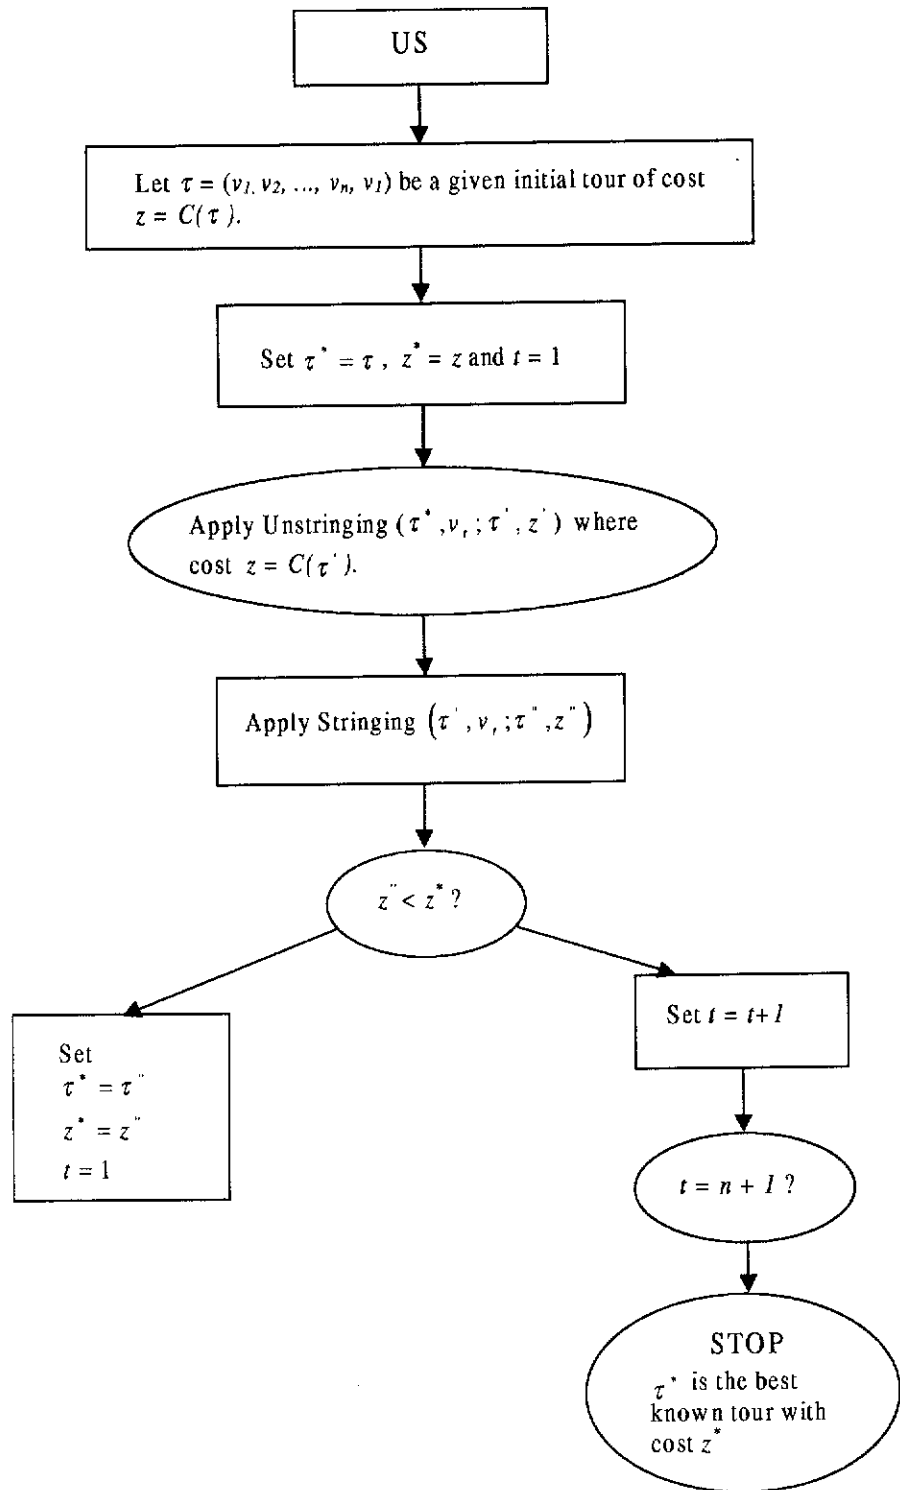 US
Let τ = (v₁, v₂, ..., vₙ, v₁) be a given initial tour of cost
z = C(τ).
Set τ* = τ , z* = z and t = 1
Apply Unstringing (τ*, vₜ; τ', z') where
cost z = C(τ').
Apply Stringing (τ', vₜ; τ", z")
z" < z* ?
Set
τ* = τ"
z* = z"
t = 1
Set t = t+1
t = n + 1 ?
STOP
τ* is the best
known tour with
cost z*